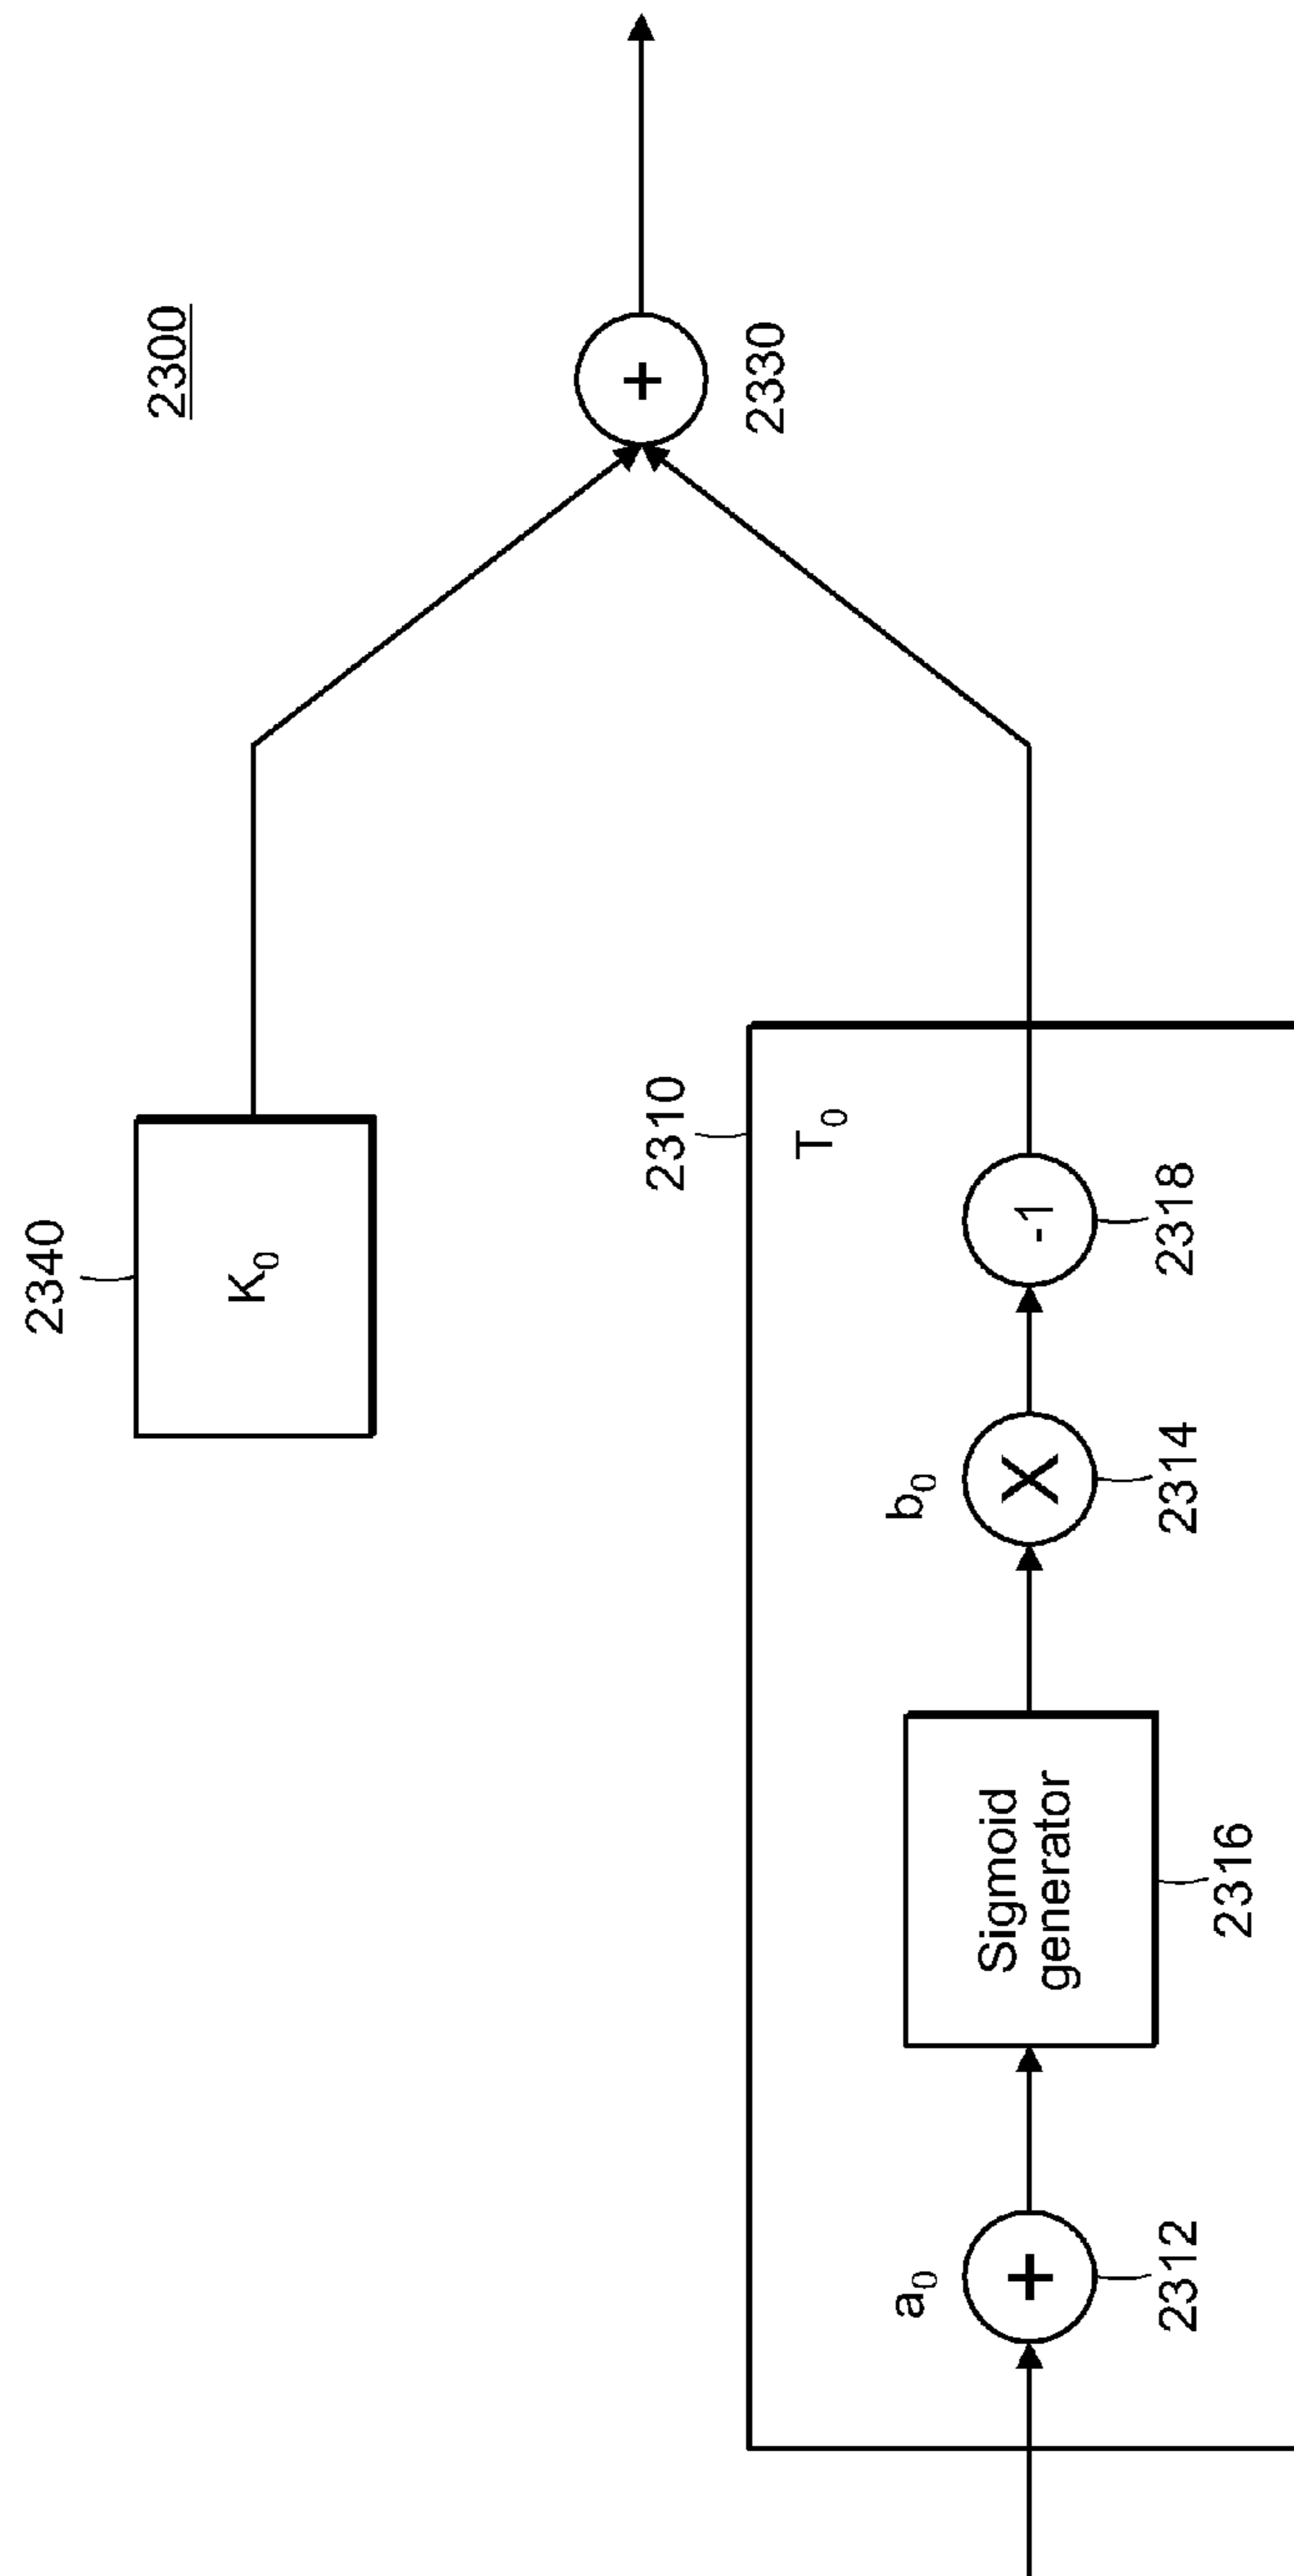 2300
2340
K₀
+
2330
2310
T₀
a₀
+
2312
Sigmoid
generator
2316
b₀
X
2314
-1
2318